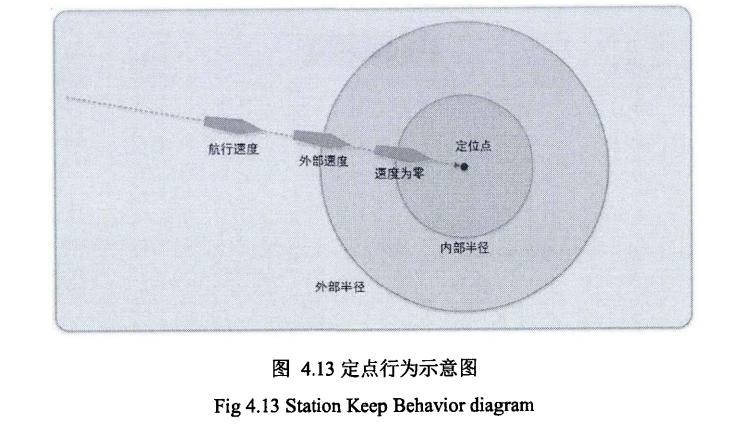 航行速度
外部速度
速度为零
定位点
内部半径
外部半径
图 4.13 定点行为示意图
Fig 4.13 Station Keep Behavior diagram